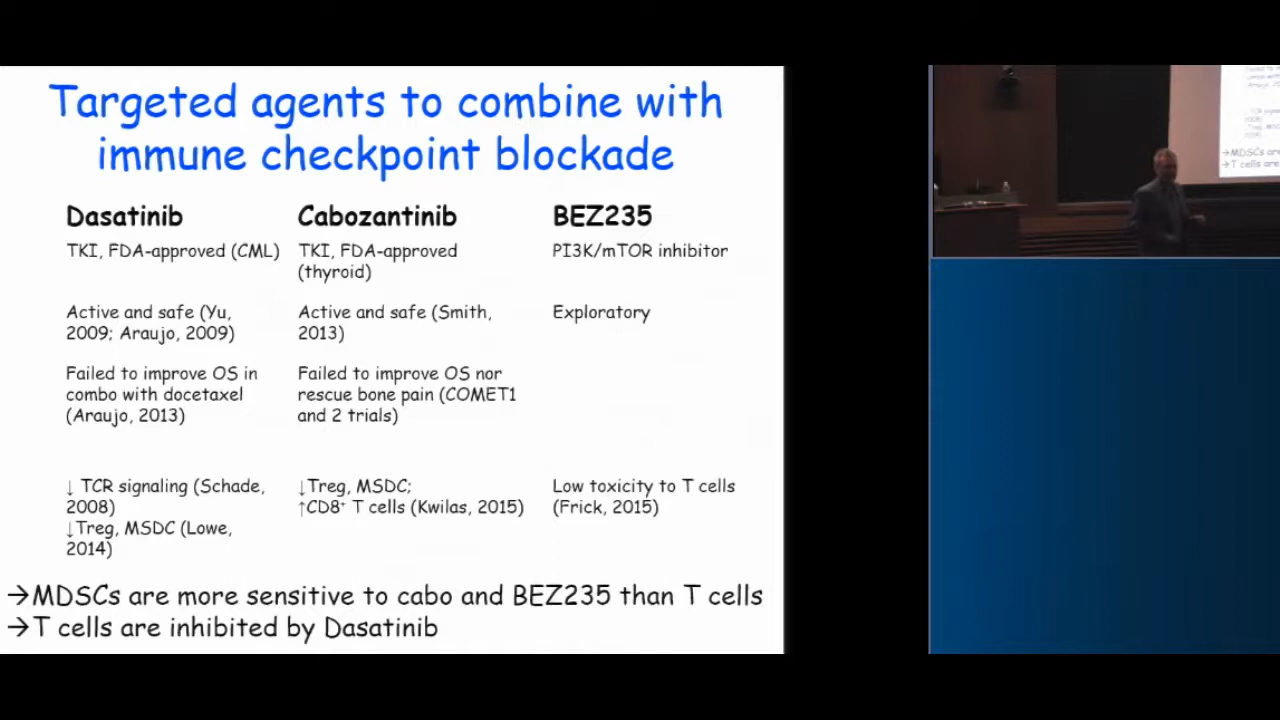 Targeted agents to combine with
immune checkpoint blockade
Dasatinib
TKI, FDA-approved (CML)
Active and safe (Yu,
2009; Araujo, 2009)
Failed to improve OS in
combo with docetaxel
(Araujo, 2013)
↓ TCR signaling (Schade,
2008)
↓Treg, MSDC (Lowe,
2014)
Cabozantinib
TKI, FDA-approved
(thyroid)
Active and safe (Smith,
2013)
Failed to improve OS nor
rescue bone pain (COMET1
and 2 trials)
↓Treg, MSDC;
↑CD8⁺ T cells (Kwilas, 2015)
BEZ235
PI3K/mTOR inhibitor
Exploratory
Low toxicity to T cells
(Frick, 2015)
→MDSCs are more sensitive to cabo and BEZ235 than T cells
→T cells are inhibited by Dasatinib
→MDSCs are
→T cells are